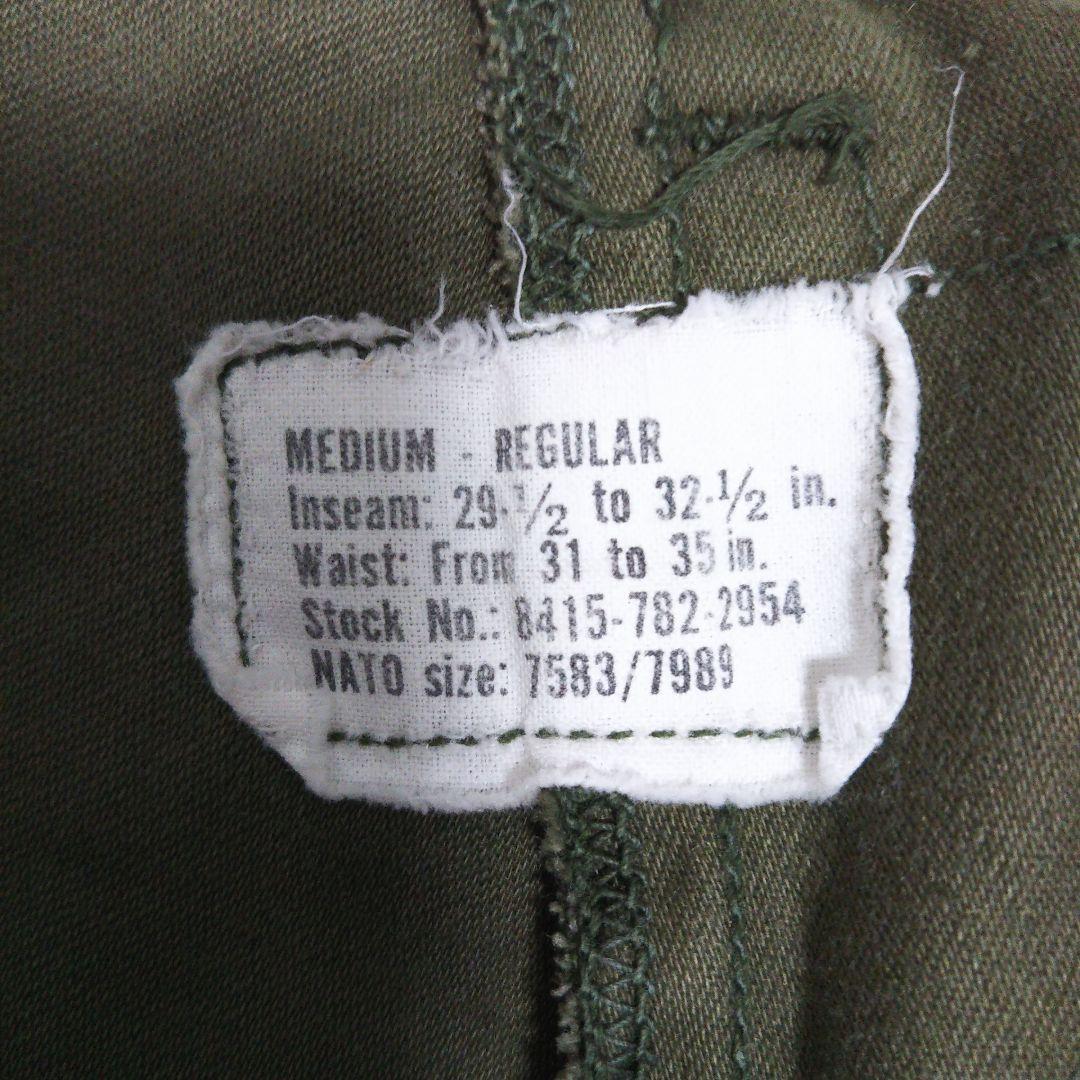 MEDIUM - REGULAR
Inseam: 29-1/2 to 32-1/2 in.
Waist: From 31 to 35 in.
Stock No.: 8415-782-2954
NATO size: 7583/7989